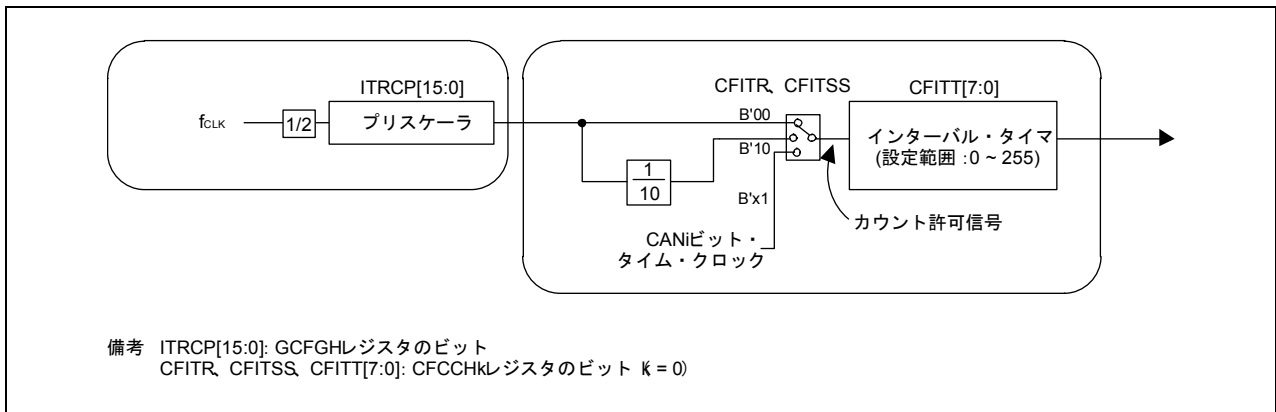 ITRCP[15:0]
fCLK
1/2
プリスケーラ
CFITR、CFITSS
CFITT[7:0]
B'00
B'10
B'x1
1
10
インターバル・タイマ
(設定範囲 :0 ~ 255)
カウント許可信号
CANiビット・
タイム・クロック
備考 ITRCP[15:0]: GCFGHレジスタのビット
CFITR、CFITSS、CFITT[7:0]: CFCCHkレジスタのビット (k = 0)